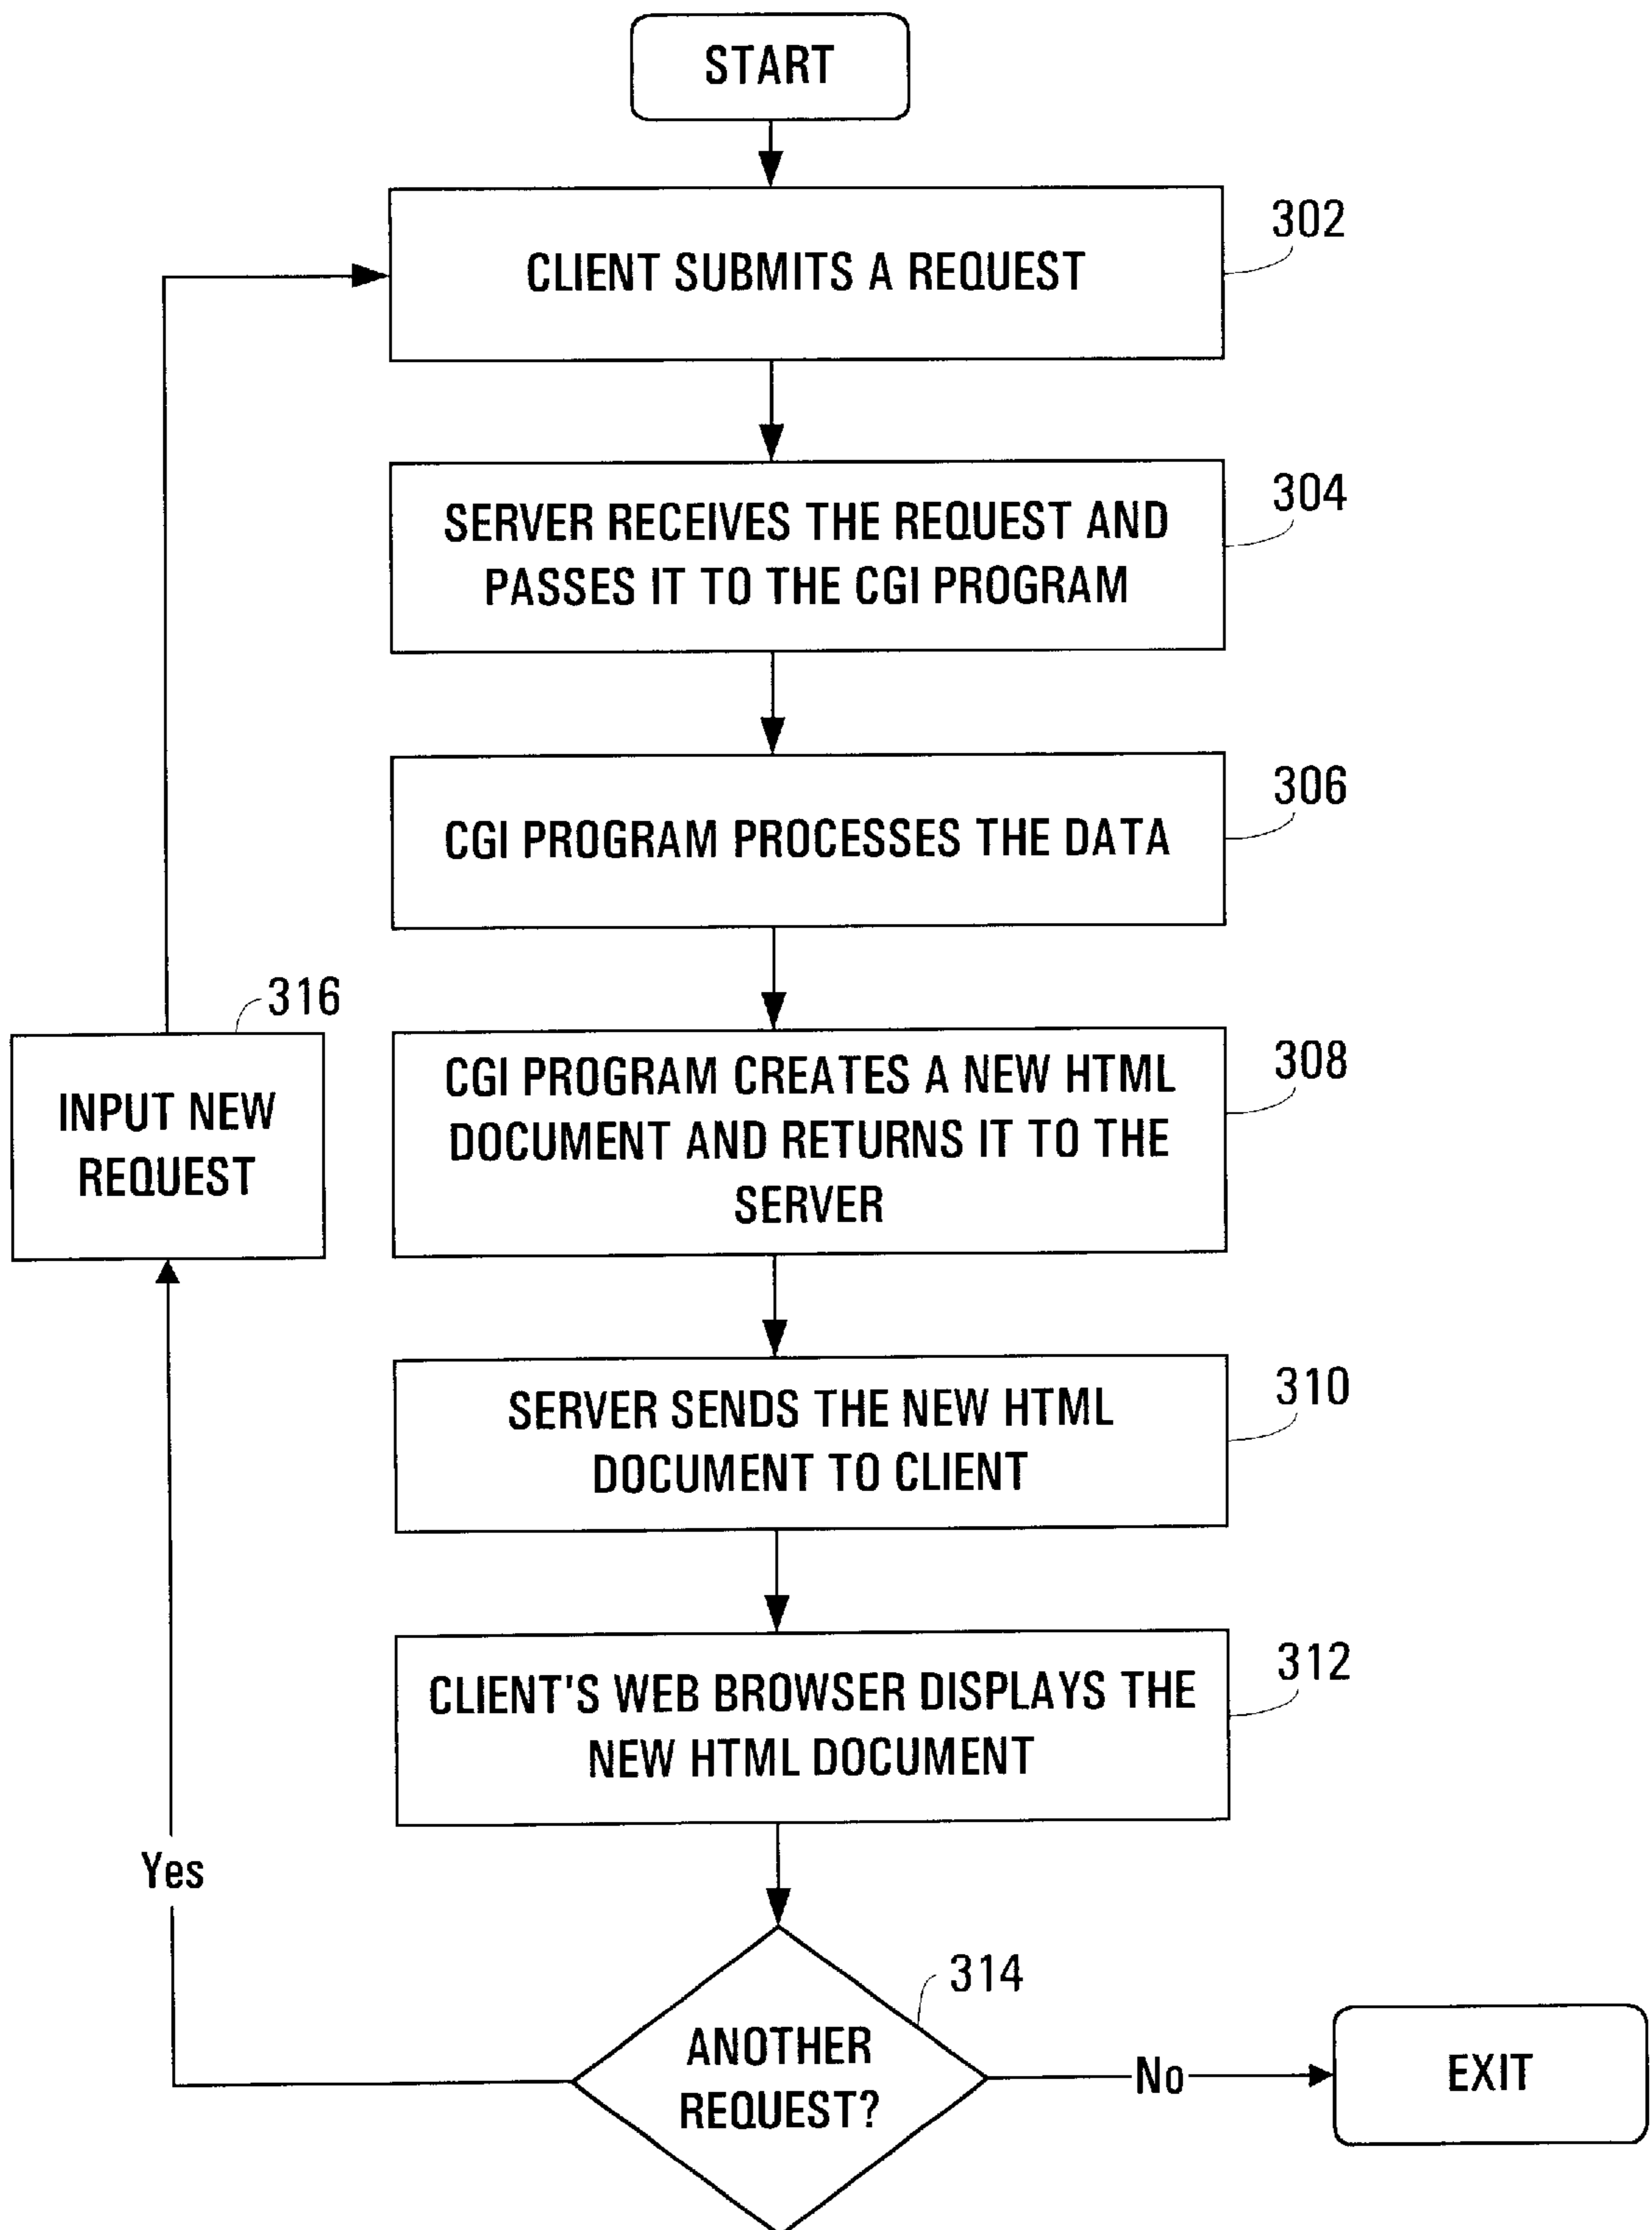 START
302
CLIENT SUBMITS A REQUEST
304
SERVER RECEIVES THE REQUEST AND
PASSES IT TO THE CGI PROGRAM
306
CGI PROGRAM PROCESSES THE DATA
316
INPUT NEW
REQUEST
308
CGI PROGRAM CREATES A NEW HTML
DOCUMENT AND RETURNS IT TO THE
SERVER
310
SERVER SENDS THE NEW HTML
DOCUMENT TO CLIENT
312
CLIENT'S WEB BROWSER DISPLAYS THE
NEW HTML DOCUMENT
Yes
314
ANOTHER
REQUEST?
No
EXIT